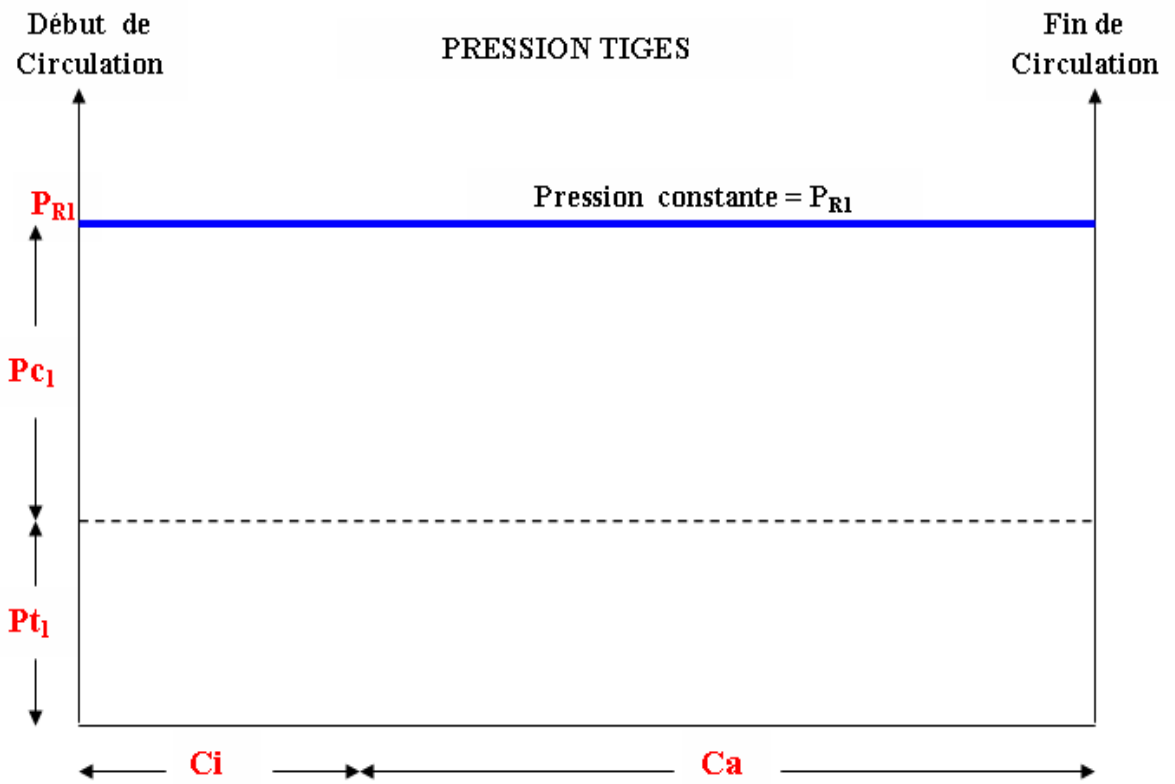 Début de
Circulation
PRESSION TIGES
Fin de
Circulation
PR1
Pression constante = PR1
Pc1
Pt1
Ci
Ca